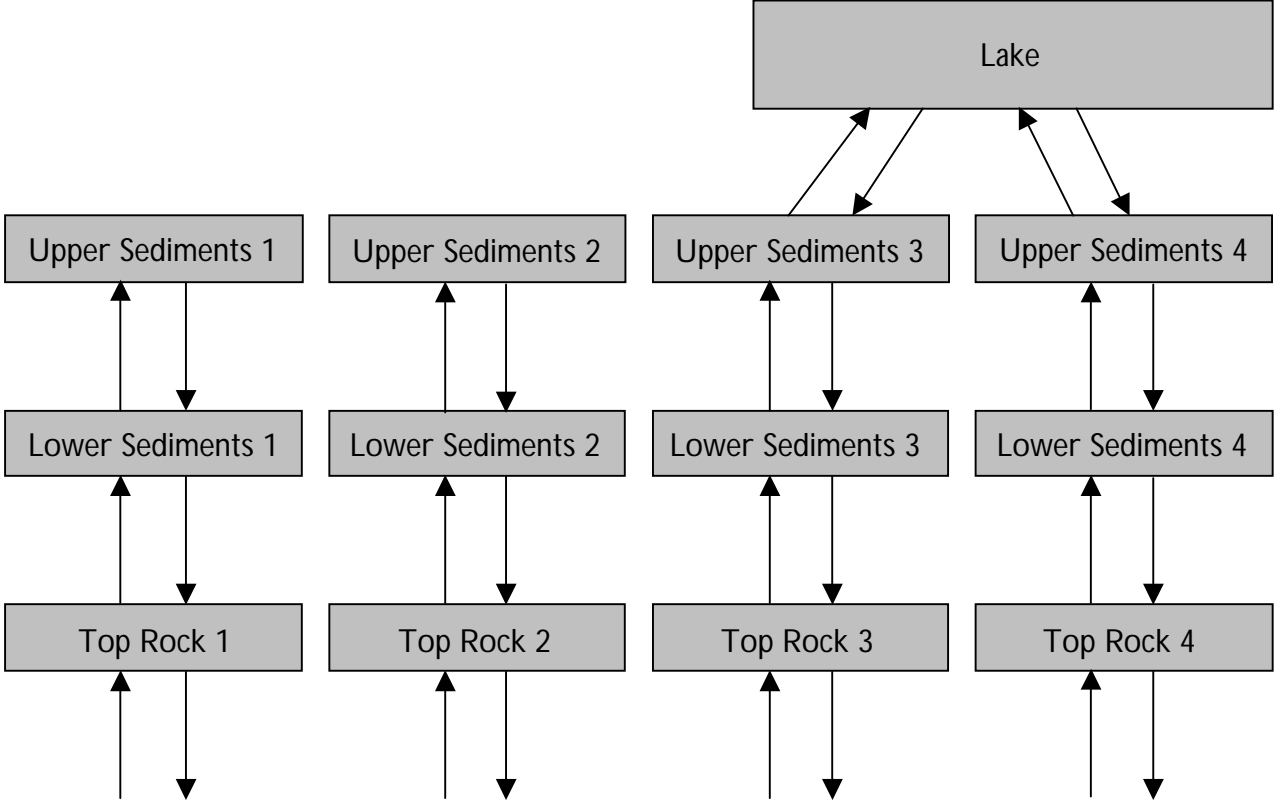 Lake
Upper Sediments 1
Upper Sediments 2
Upper Sediments 3
Upper Sediments 4
Lower Sediments 1
Lower Sediments 2
Lower Sediments 3
Lower Sediments 4
Top Rock 1
Top Rock 2
Top Rock 3
Top Rock 4